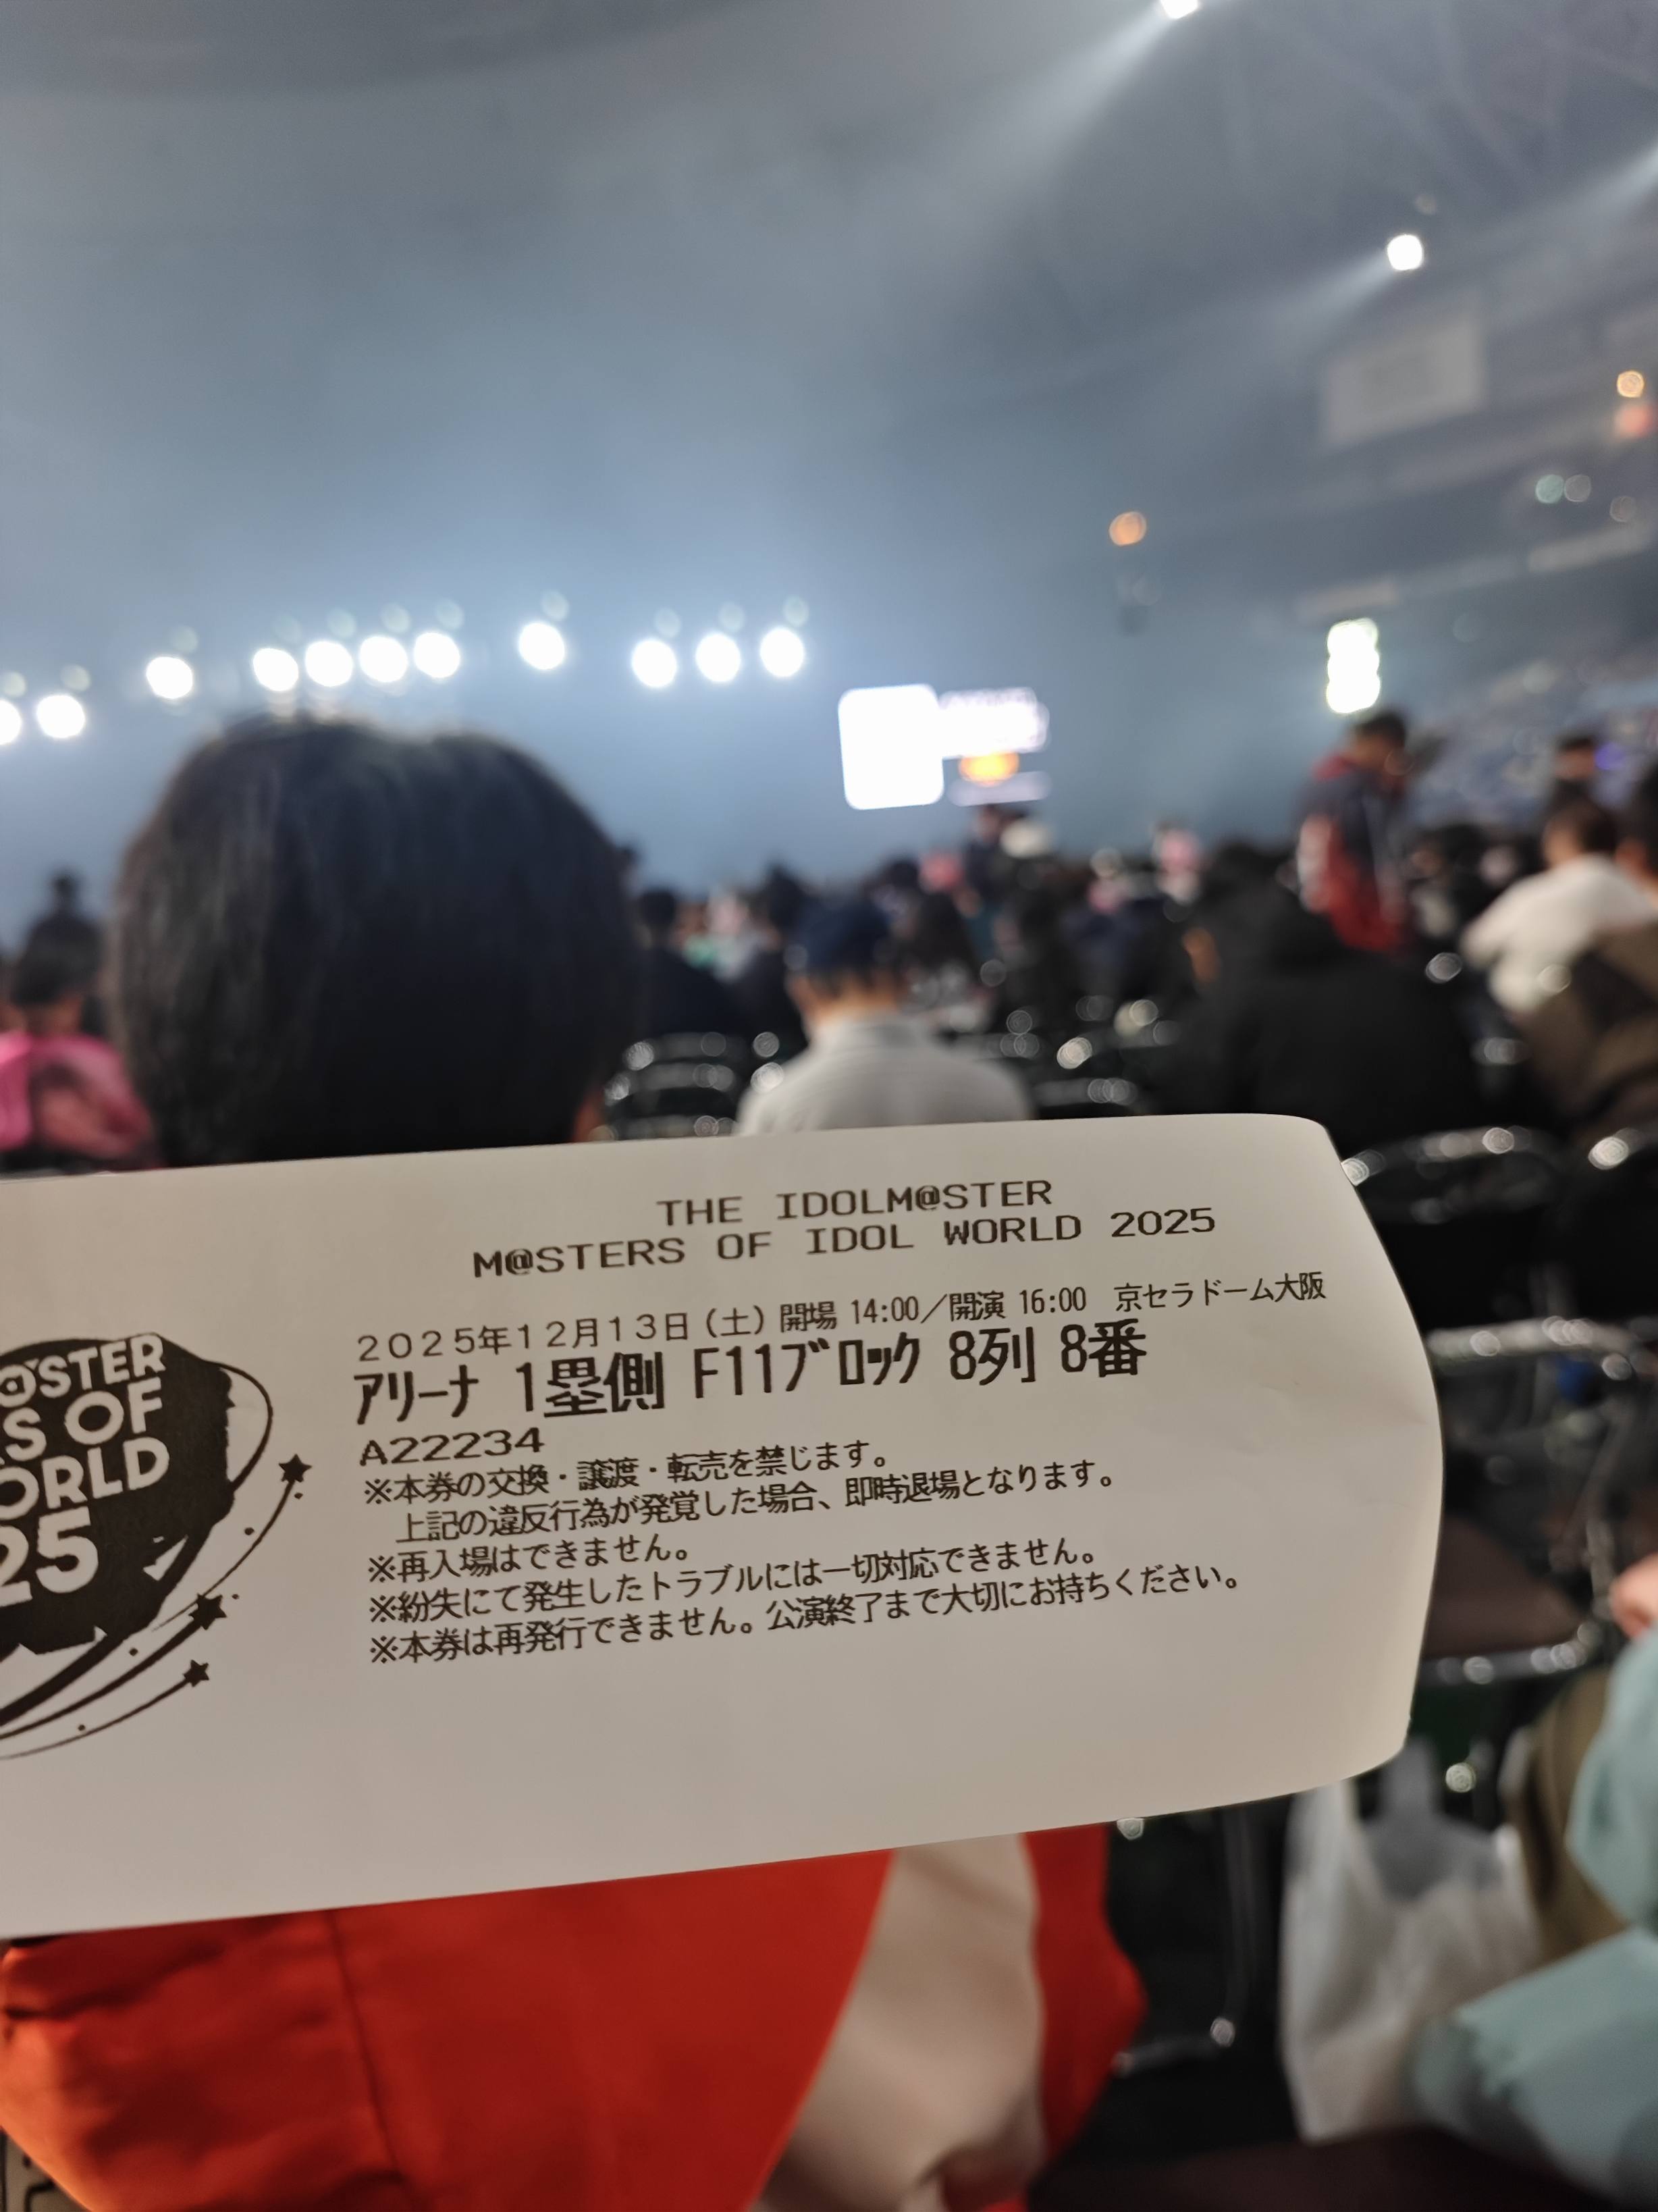 THE IDOLM@STER
M@STERS OF IDOL WORLD 2025
2025年12月13日（土）開場 14:00／開演 16:00 京セラドーム大阪
ｱﾘｰﾅ 1塁側 F11ﾌﾞﾛｯｸ 8列 8番
A22234
※本券の交換・譲渡・転売を禁じます。
上記の違反行為が発覚した場合、即時退場となります。
※再入場はできません。
※紛失にて発生したトラブルには一切対応できません。
※本券は再発行できません。公演終了まで大切にお持ちください。
@STER
S OF
ORLD
25